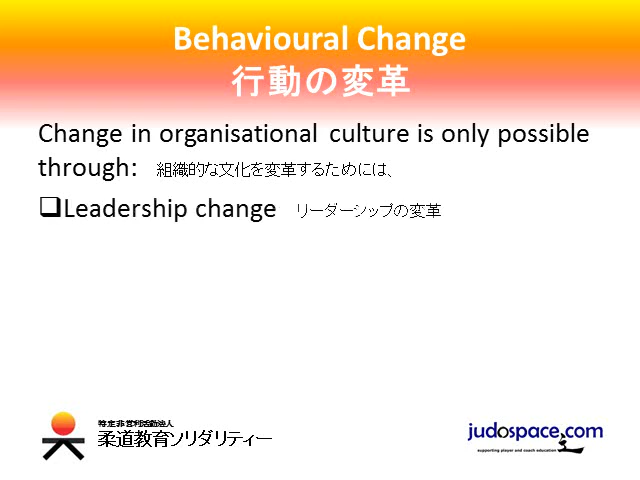 Behavioural Change
行動の変革
Change in organisational culture is only possible
through: 組織的な文化を変革するためには、
❑Leadership change リーダーシップの変革
特定非営利活動法人
柔道教育ソリダリティー
judospace.com
supporting player and coach education